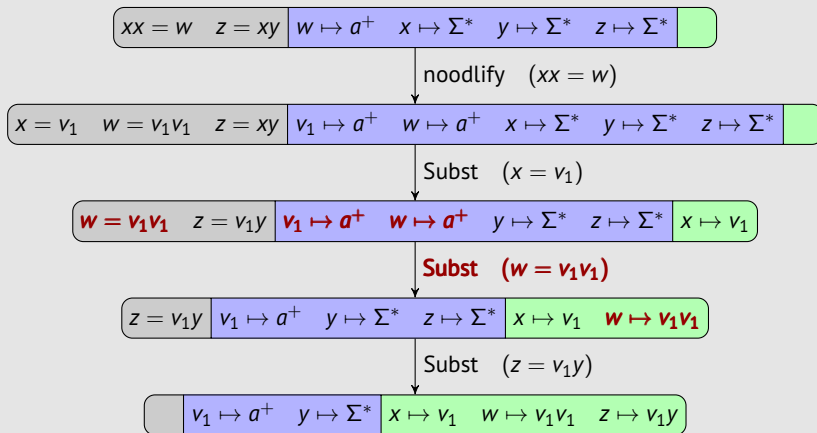 xx = w z = xy w ↦ a⁺ x ↦ Σ* y ↦ Σ* z ↦ Σ*
noodlify (xx = w)
x = v₁ w = v₁v₁ z = xy v₁ ↦ a⁺ w ↦ a⁺ x ↦ Σ* y ↦ Σ* z ↦ Σ*
Subst (x = v₁)
w = v₁v₁ z = v₁y v₁ ↦ a⁺ w ↦ a⁺ y ↦ Σ* z ↦ Σ* x ↦ v₁
Subst (w = v₁v₁)
z = v₁y v₁ ↦ a⁺ y ↦ Σ* z ↦ Σ* x ↦ v₁ w ↦ v₁v₁
Subst (z = v₁y)
v₁ ↦ a⁺ y ↦ Σ* x ↦ v₁ w ↦ v₁v₁ z ↦ v₁y